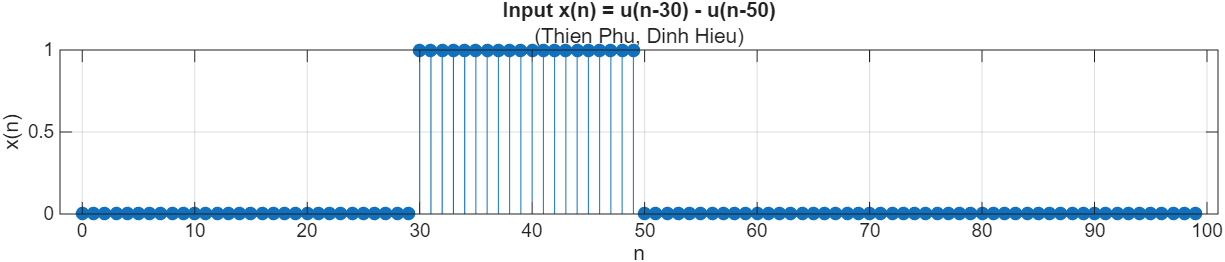 Input x(n) = u(n-30) - u(n-50)
(Thien Phu, Dinh Hieu)
1
0.5
0
x(n)
0 10 20 30 40 50 60 70 80 90 100
n